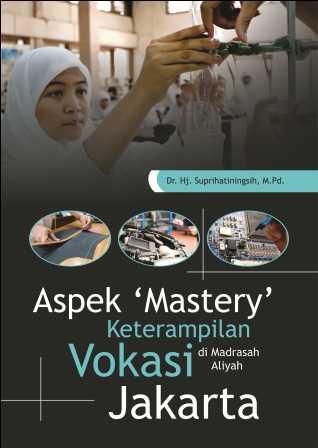 Dr. Hj. Suprihatiningsih, M.Pd.
Aspek ‘Mastery’
Keterampilan
Vokasi di Madrasah
Aliyah
Jakarta